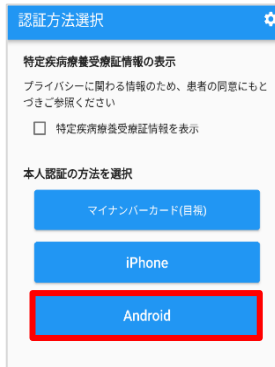 認証方法選択
特定疾病療養受療証情報の表示
プライバシーに関わる情報のため、患者の同意にもと
づきご参照ください
特定疾病療養受療証情報を表示
本人認証の方法を選択
マイナンバーカード(目視)
iPhone
Android